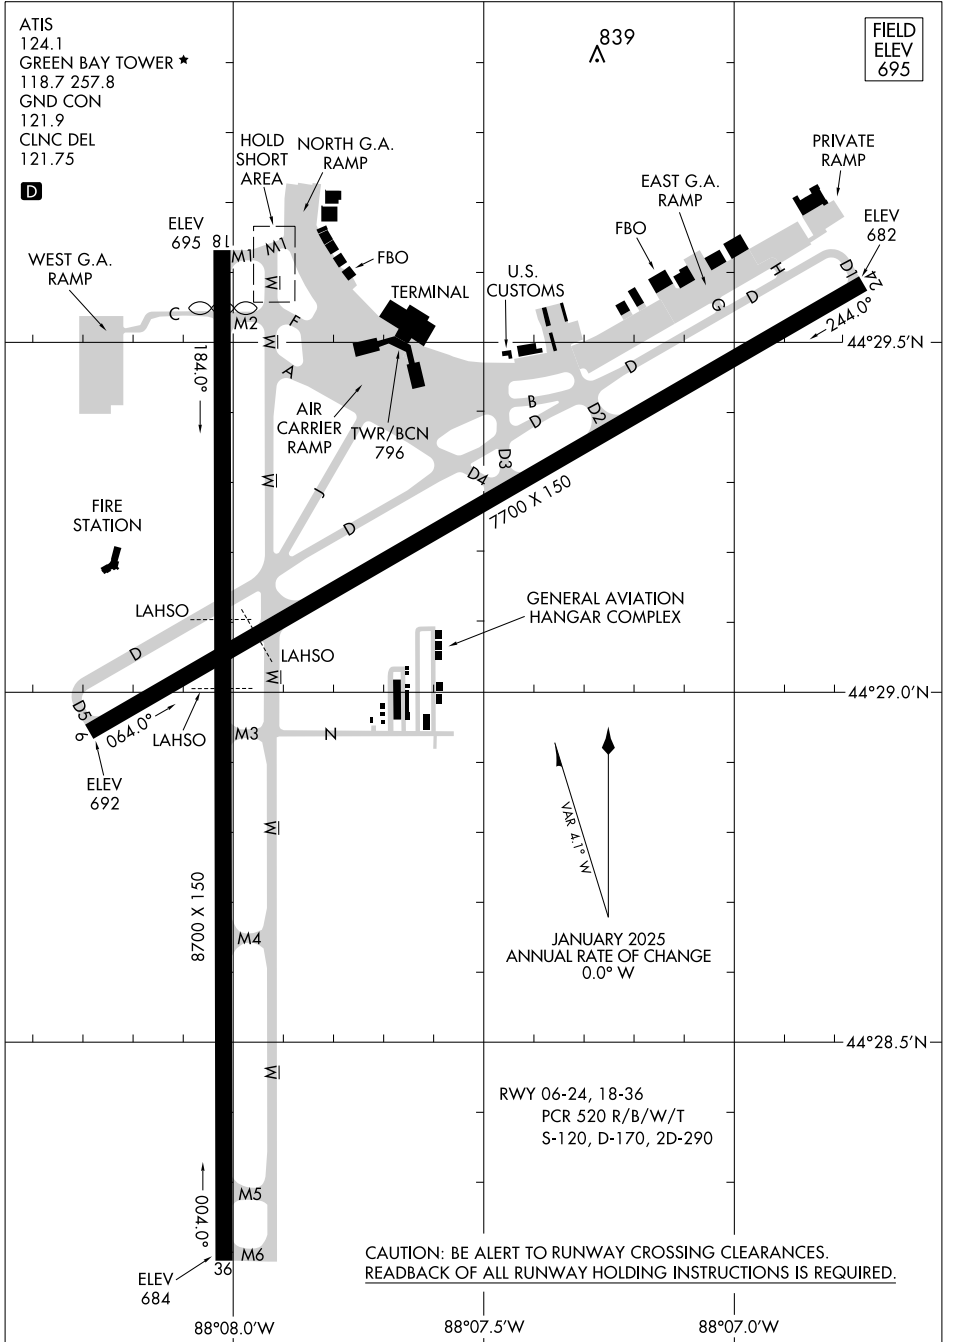 ATIS
124.1
GREEN BAY TOWER ★
118.7 257.8
GND CON
121.9
CLNC DEL
121.75
D
839
FIELD
ELEV
695
HOLD
SHORT
AREA
NORTH G.A.
RAMP
PRIVATE
RAMP
EAST G.A.
RAMP
ELEV
695
18
M1
M1
FBO
ELEV
682
WEST G.A.
RAMP
FBO
U.S.
CUSTOMS
TERMINAL
H
D1
24
M
C
M2
F
G
D
244.0°
M
44°29.5'N
184.0°
A
D
AIR
CARRIER
RAMP
TWR/BCN
796
B
D
D2
D3
D4
M
J
7700 X 150
FIRE
STATION
D
LAHSO
GENERAL AVIATION
HANGAR COMPLEX
D
LAHSO
M
44°29.0'N
D5
6
064.0°
LAHSO
M3
N
ELEV
692
VAR 4.1° W
M
8700 X 150
M4
JANUARY 2025
ANNUAL RATE OF CHANGE
0.0° W
44°28.5'N
M
RWY 06-24, 18-36
PCR 520 R/B/W/T
S-120, D-170, 2D-290
M5
004.0°
M6
36
ELEV
684
CAUTION: BE ALERT TO RUNWAY CROSSING CLEARANCES.
READBACK OF ALL RUNWAY HOLDING INSTRUCTIONS IS REQUIRED.
88°08.0'W
88°07.5'W
88°07.0'W